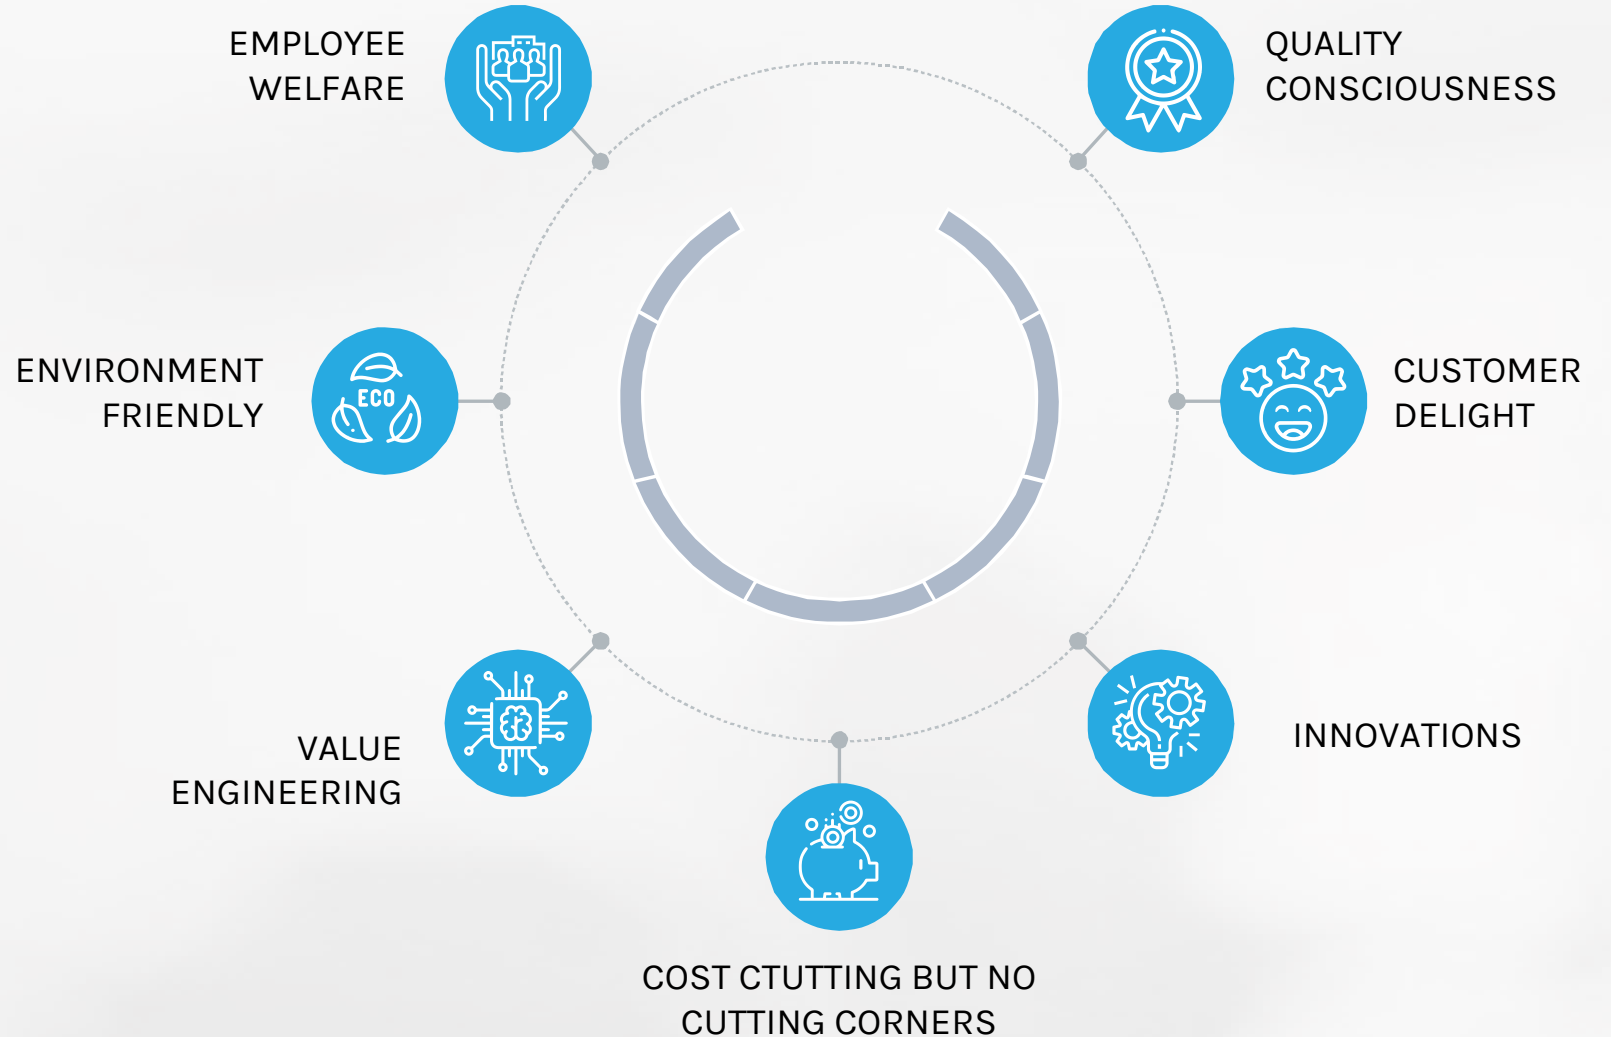 EMPLOYEE
WELFARE
QUALITY
CONSCIOUSNESS
ENVIRONMENT
FRIENDLY
ECO
CUSTOMER
DELIGHT
VALUE
ENGINEERING
INNOVATIONS
COST CTUTTING BUT NO
CUTTING CORNERS